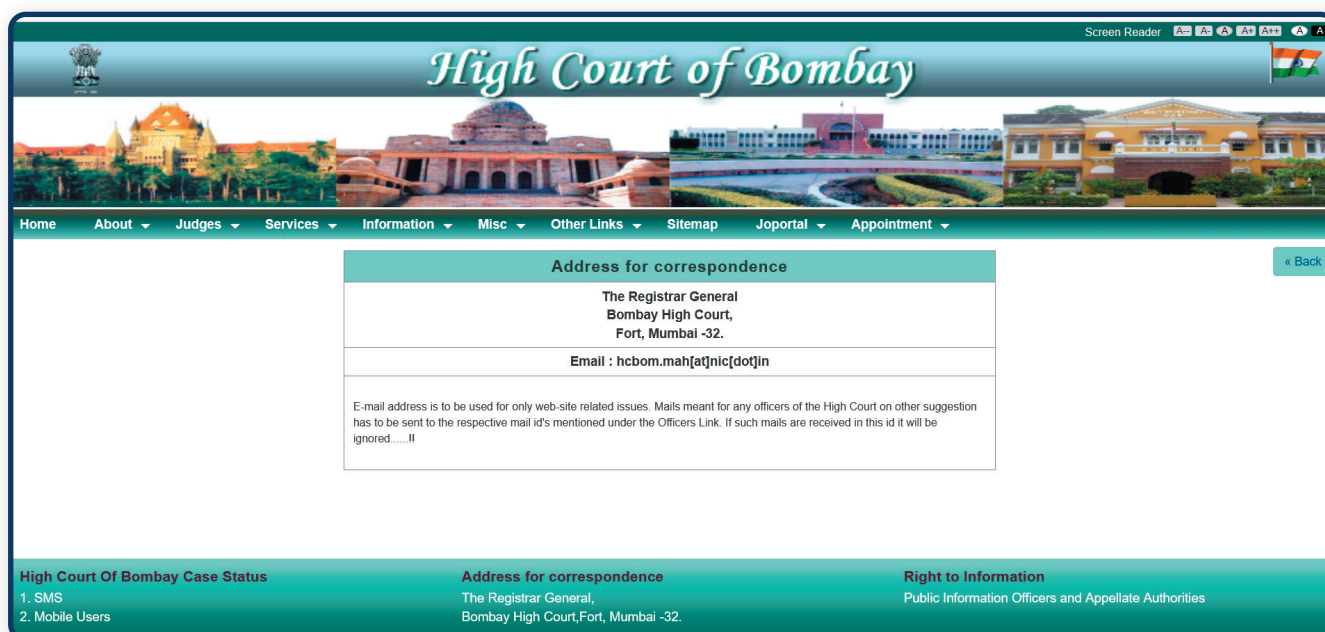 Screen Reader A-- A- A A+ A++ A A
High Court of Bombay
Home About Judges Services Information Misc Other Links Sitemap Joportal Appointment
« Back
Address for correspondence
The Registrar General
Bombay High Court,
Fort, Mumbai -32.
Email : hcbom.mah[at]nic[dot]in
E-mail address is to be used for only web-site related issues. Mails meant for any officers of the High Court on other suggestion
has to be sent to the respective mail id's mentioned under the Officers Link. If such mails are received in this id it will be
ignored......!!
High Court Of Bombay Case Status
1. SMS
2. Mobile Users
Address for correspondence
The Registrar General,
Bombay High Court,Fort, Mumbai -32.
Right to Information
Public Information Officers and Appellate Authorities